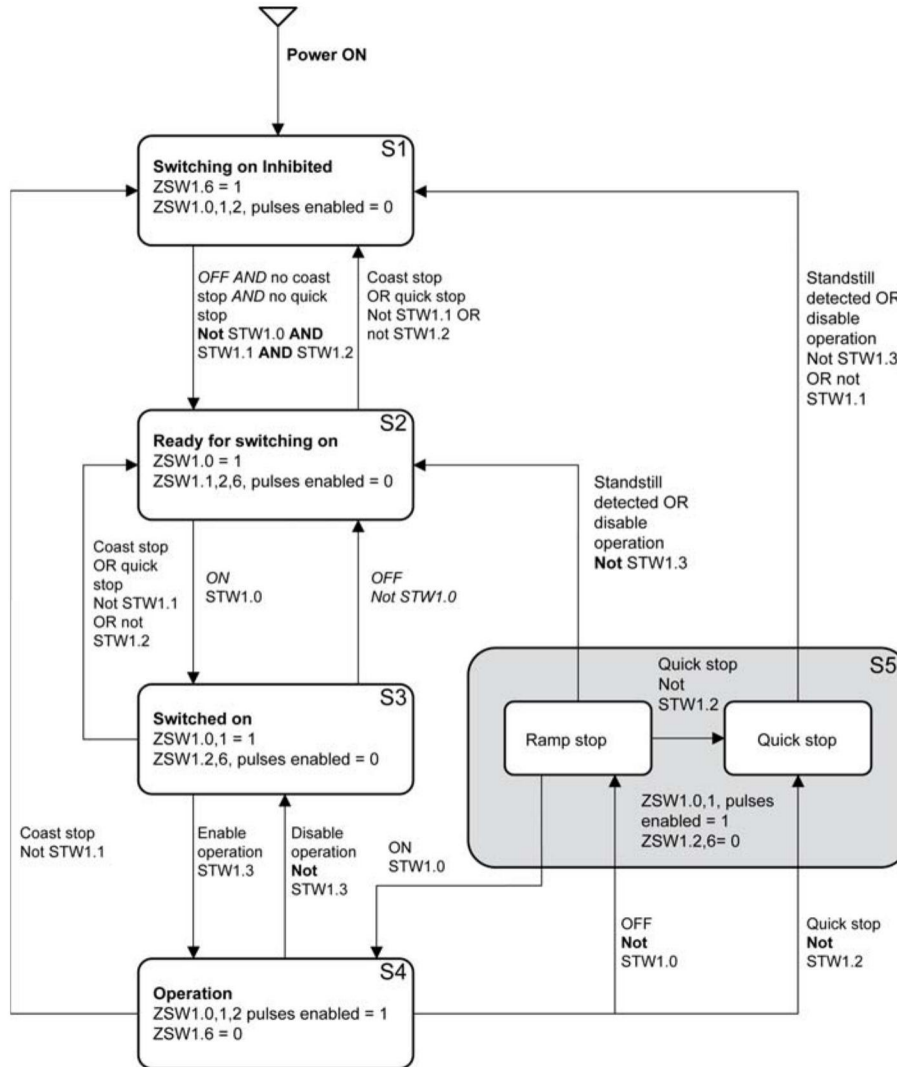 Power ON
S1
Switching on Inhibited
ZSW1.6 = 1
ZSW1.0,1,2, pulses enabled = 0
OFF AND no coast
stop AND no quick
stop
Not STW1.0 AND
STW1.1 AND STW1.2
Coast stop
OR quick stop
Not STW1.1 OR
not STW1.2
Standstill
detected OR
disable
operation
Not STW1.3
OR not
STW1.1
S2
Ready for switching on
ZSW1.0 = 1
ZSW1.1,2,6, pulses enabled = 0
Coast stop
OR quick
stop
Not STW1.1
OR not
STW1.2
ON
STW1.0
OFF
Not STW1.0
Standstill
detected OR
disable
operation
Not STW1.3
S3
Switched on
ZSW1.0,1 = 1
ZSW1.2,6, pulses enabled = 0
S5
Quick stop
Not
STW1.2
Ramp stop
Quick stop
ZSW1.0,1, pulses
enabled = 1
ZSW1.2,6= 0
Coast stop
Not STW1.1
Enable
operation
STW1.3
Disable
operation
Not
STW1.3
ON
STW1.0
OFF
Not
STW1.0
Quick stop
Not
STW1.2
S4
Operation
ZSW1.0,1,2 pulses enabled = 1
ZSW1.6 = 0